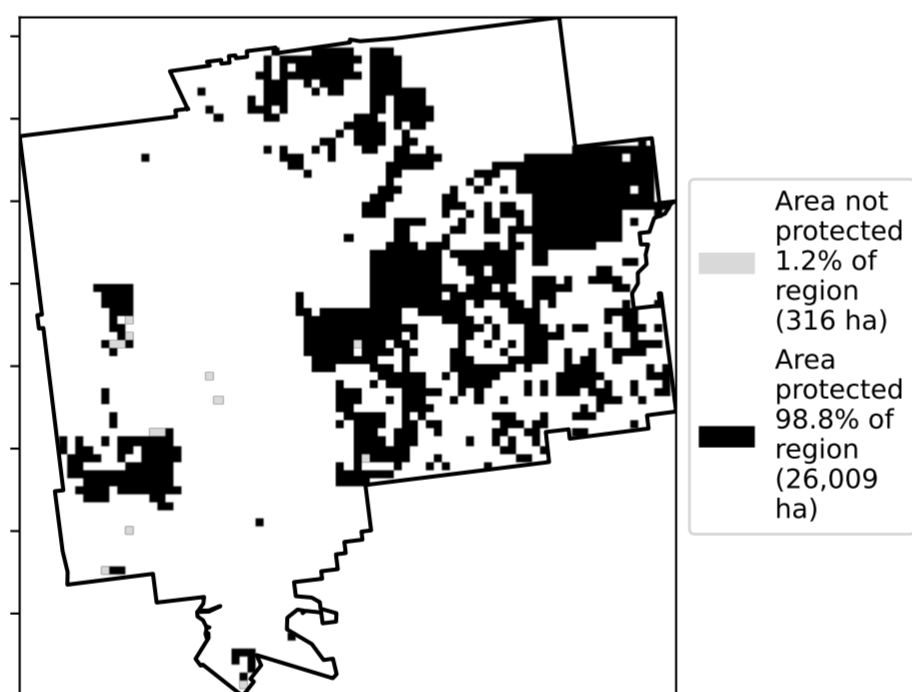 Area not
protected
1.2% of
region
(316 ha)
Area
protected
98.8% of
region
(26,009
ha)